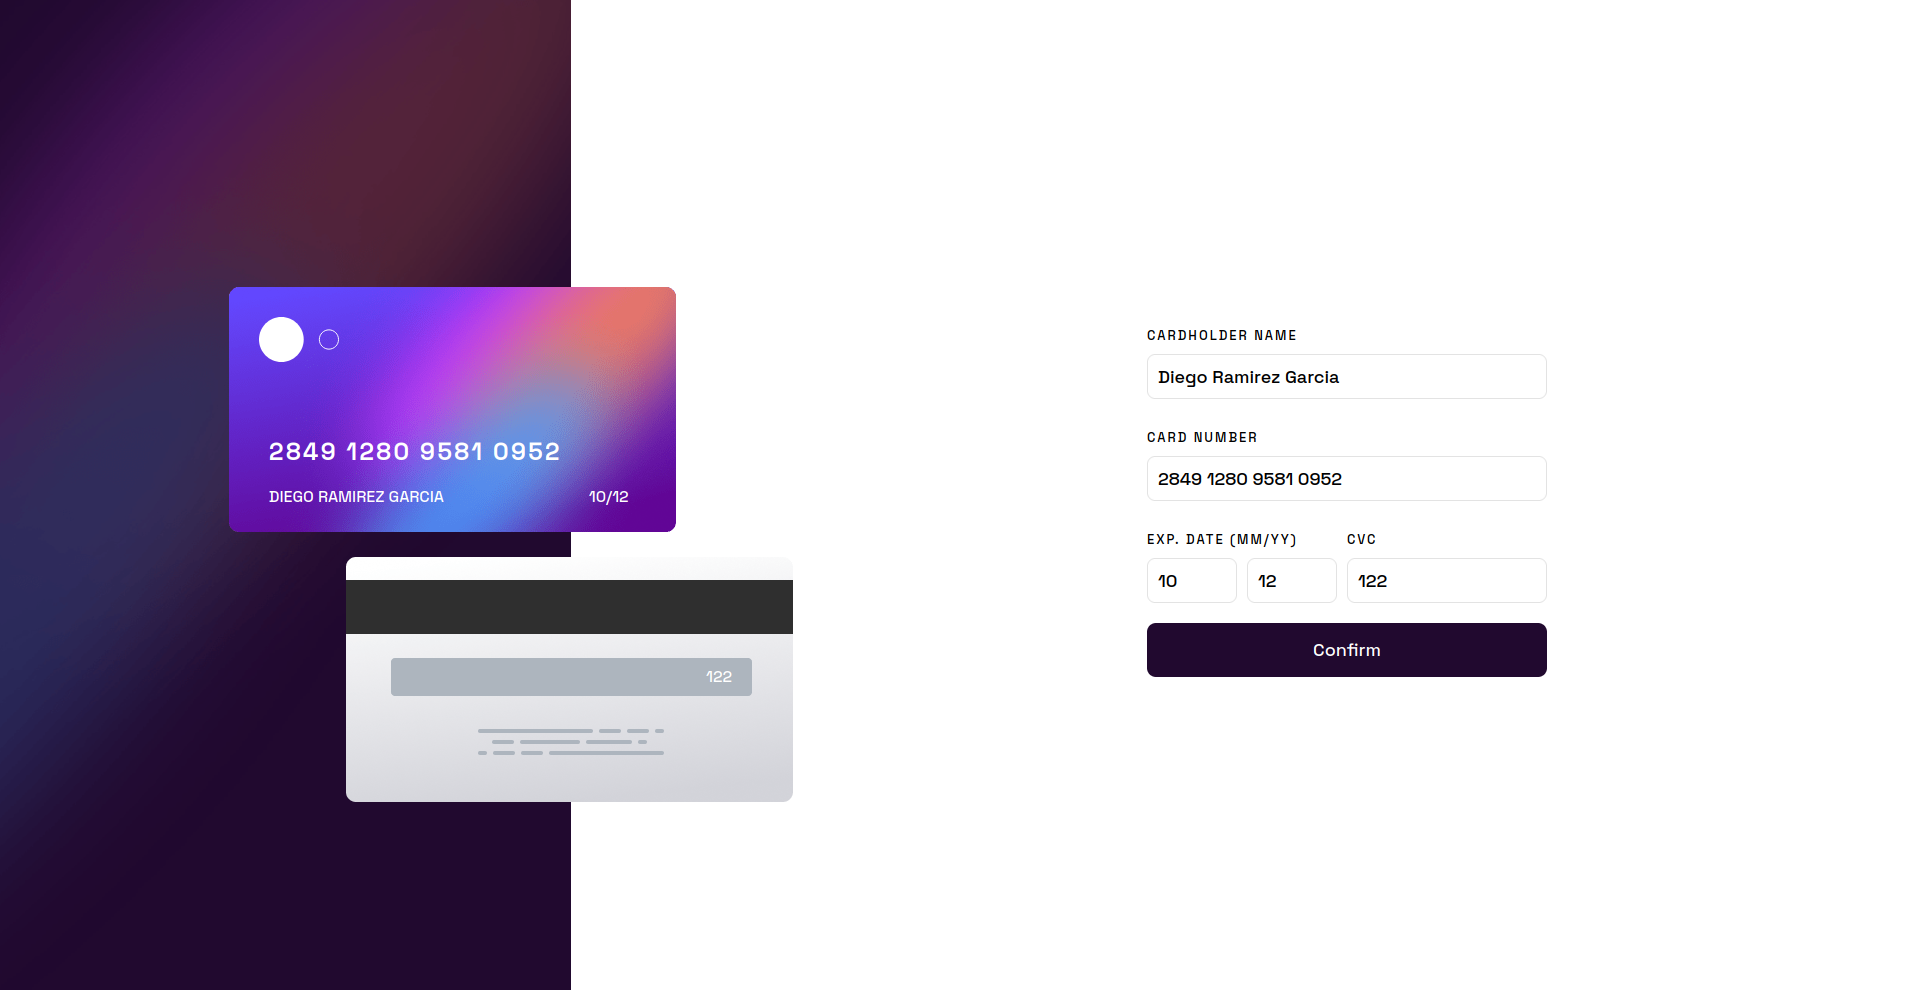 2849 1280 9581 0952
DIEGO RAMIREZ GARCIA 10/12
122
CARDHOLDER NAME
Diego Ramirez Garcia
CARD NUMBER
2849 1280 9581 0952
EXP. DATE (MM/YY) CVC
10 12 122
Confirm